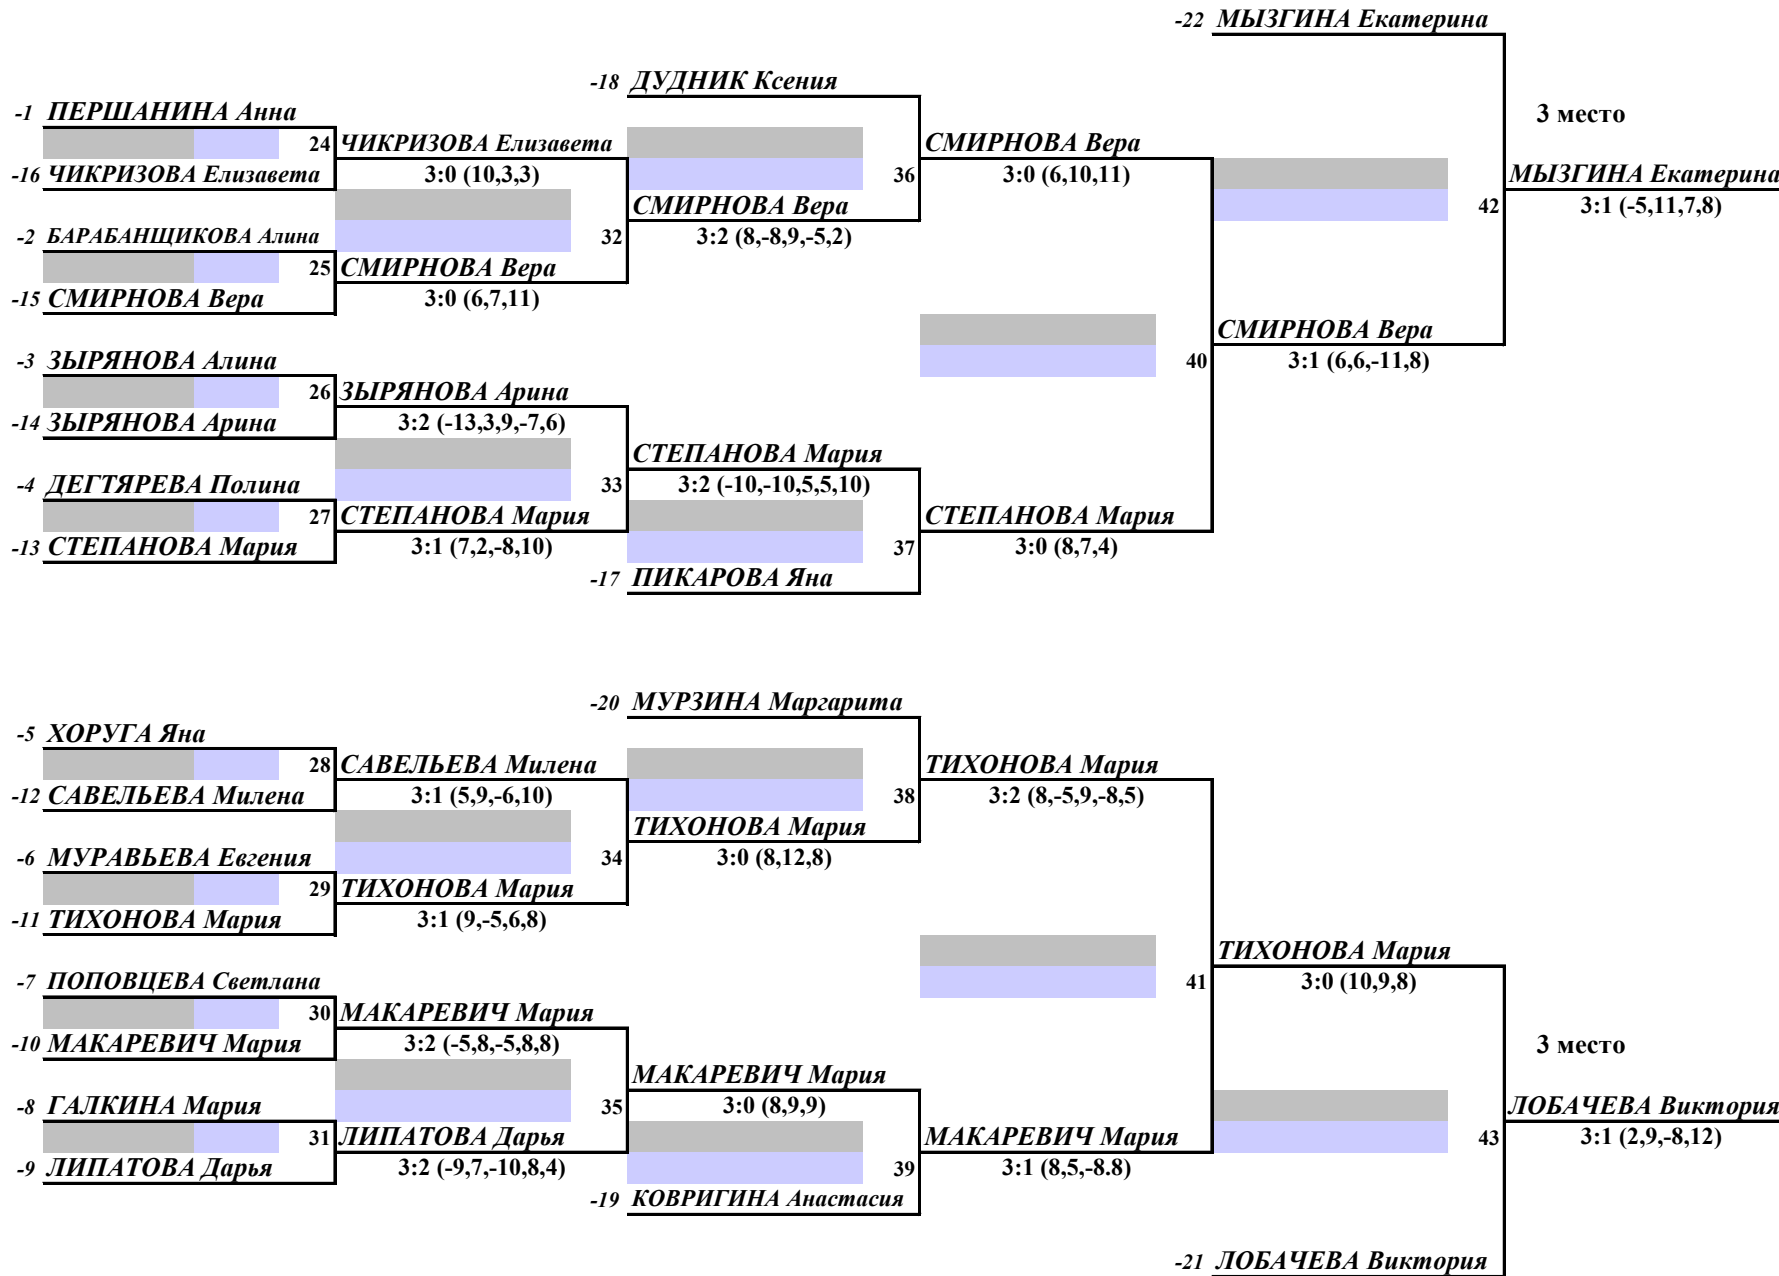 -22 МЫЗГИНА Екатерина
-18 ДУДНИК Ксения
-1 ПЕРШАНИНА Анна
3 место
24 ЧИКРИЗОВА Елизавета
СМИРНОВА Вера
-16 ЧИКРИЗОВА Елизавета
3:0 (10,3,3)
36
3:0 (6,10,11)
МЫЗГИНА Екатерина
СМИРНОВА Вера
42
3:1 (-5,11,7,8)
-2 БАРАБАНЩИКОВА Алина
32
3:2 (8,-8,9,-5,2)
25 СМИРНОВА Вера
-15 СМИРНОВА Вера
3:0 (6,7,11)
СМИРНОВА Вера
-3 ЗЫРЯНОВА Алина
40
3:1 (6,6,-11,8)
26 ЗЫРЯНОВА Арина
-14 ЗЫРЯНОВА Арина
3:2 (-13,3,9,-7,6)
СТЕПАНОВА Мария
-4 ДЕГТЯРЕВА Полина
33
3:2 (-10,-10,5,5,10)
27 СТЕПАНОВА Мария
СТЕПАНОВА Мария
-13 СТЕПАНОВА Мария
3:1 (7,2,-8,10)
37
3:0 (8,7,4)
-17 ПИКАРОВА Яна
-20 МУРЗИНА Маргарита
-5 ХОРУГА Яна
28 САВЕЛЬЕВА Милена
ТИХОНОВА Мария
-12 САВЕЛЬЕВА Милена
3:1 (5,9,-6,10)
38
3:2 (8,-5,9,-8,5)
ТИХОНОВА Мария
-6 МУРАВЬЕВА Евгения
34
3:0 (8,12,8)
29 ТИХОНОВА Мария
-11 ТИХОНОВА Мария
3:1 (9,-5,6,8)
ТИХОНОВА Мария
-7 ПОПОВЦЕВА Светлана
41
3:0 (10,9,8)
30 МАКАРЕВИЧ Мария
-10 МАКАРЕВИЧ Мария
3:2 (-5,8,-5,8,8)
3 место
МАКАРЕВИЧ Мария
-8 ГАЛКИНА Мария
35
3:0 (8,9,9)
ЛОБАЧЕВА Виктория
31 ЛИПАТОВА Дарья
МАКАРЕВИЧ Мария
43
3:1 (2,9,-8,12)
-9 ЛИПАТОВА Дарья
3:2 (-9,7,-10,8,4)
39
3:1 (8,5,-8.8)
-19 КОВРИГИНА Анастасия
-21 ЛОБАЧЕВА Виктория